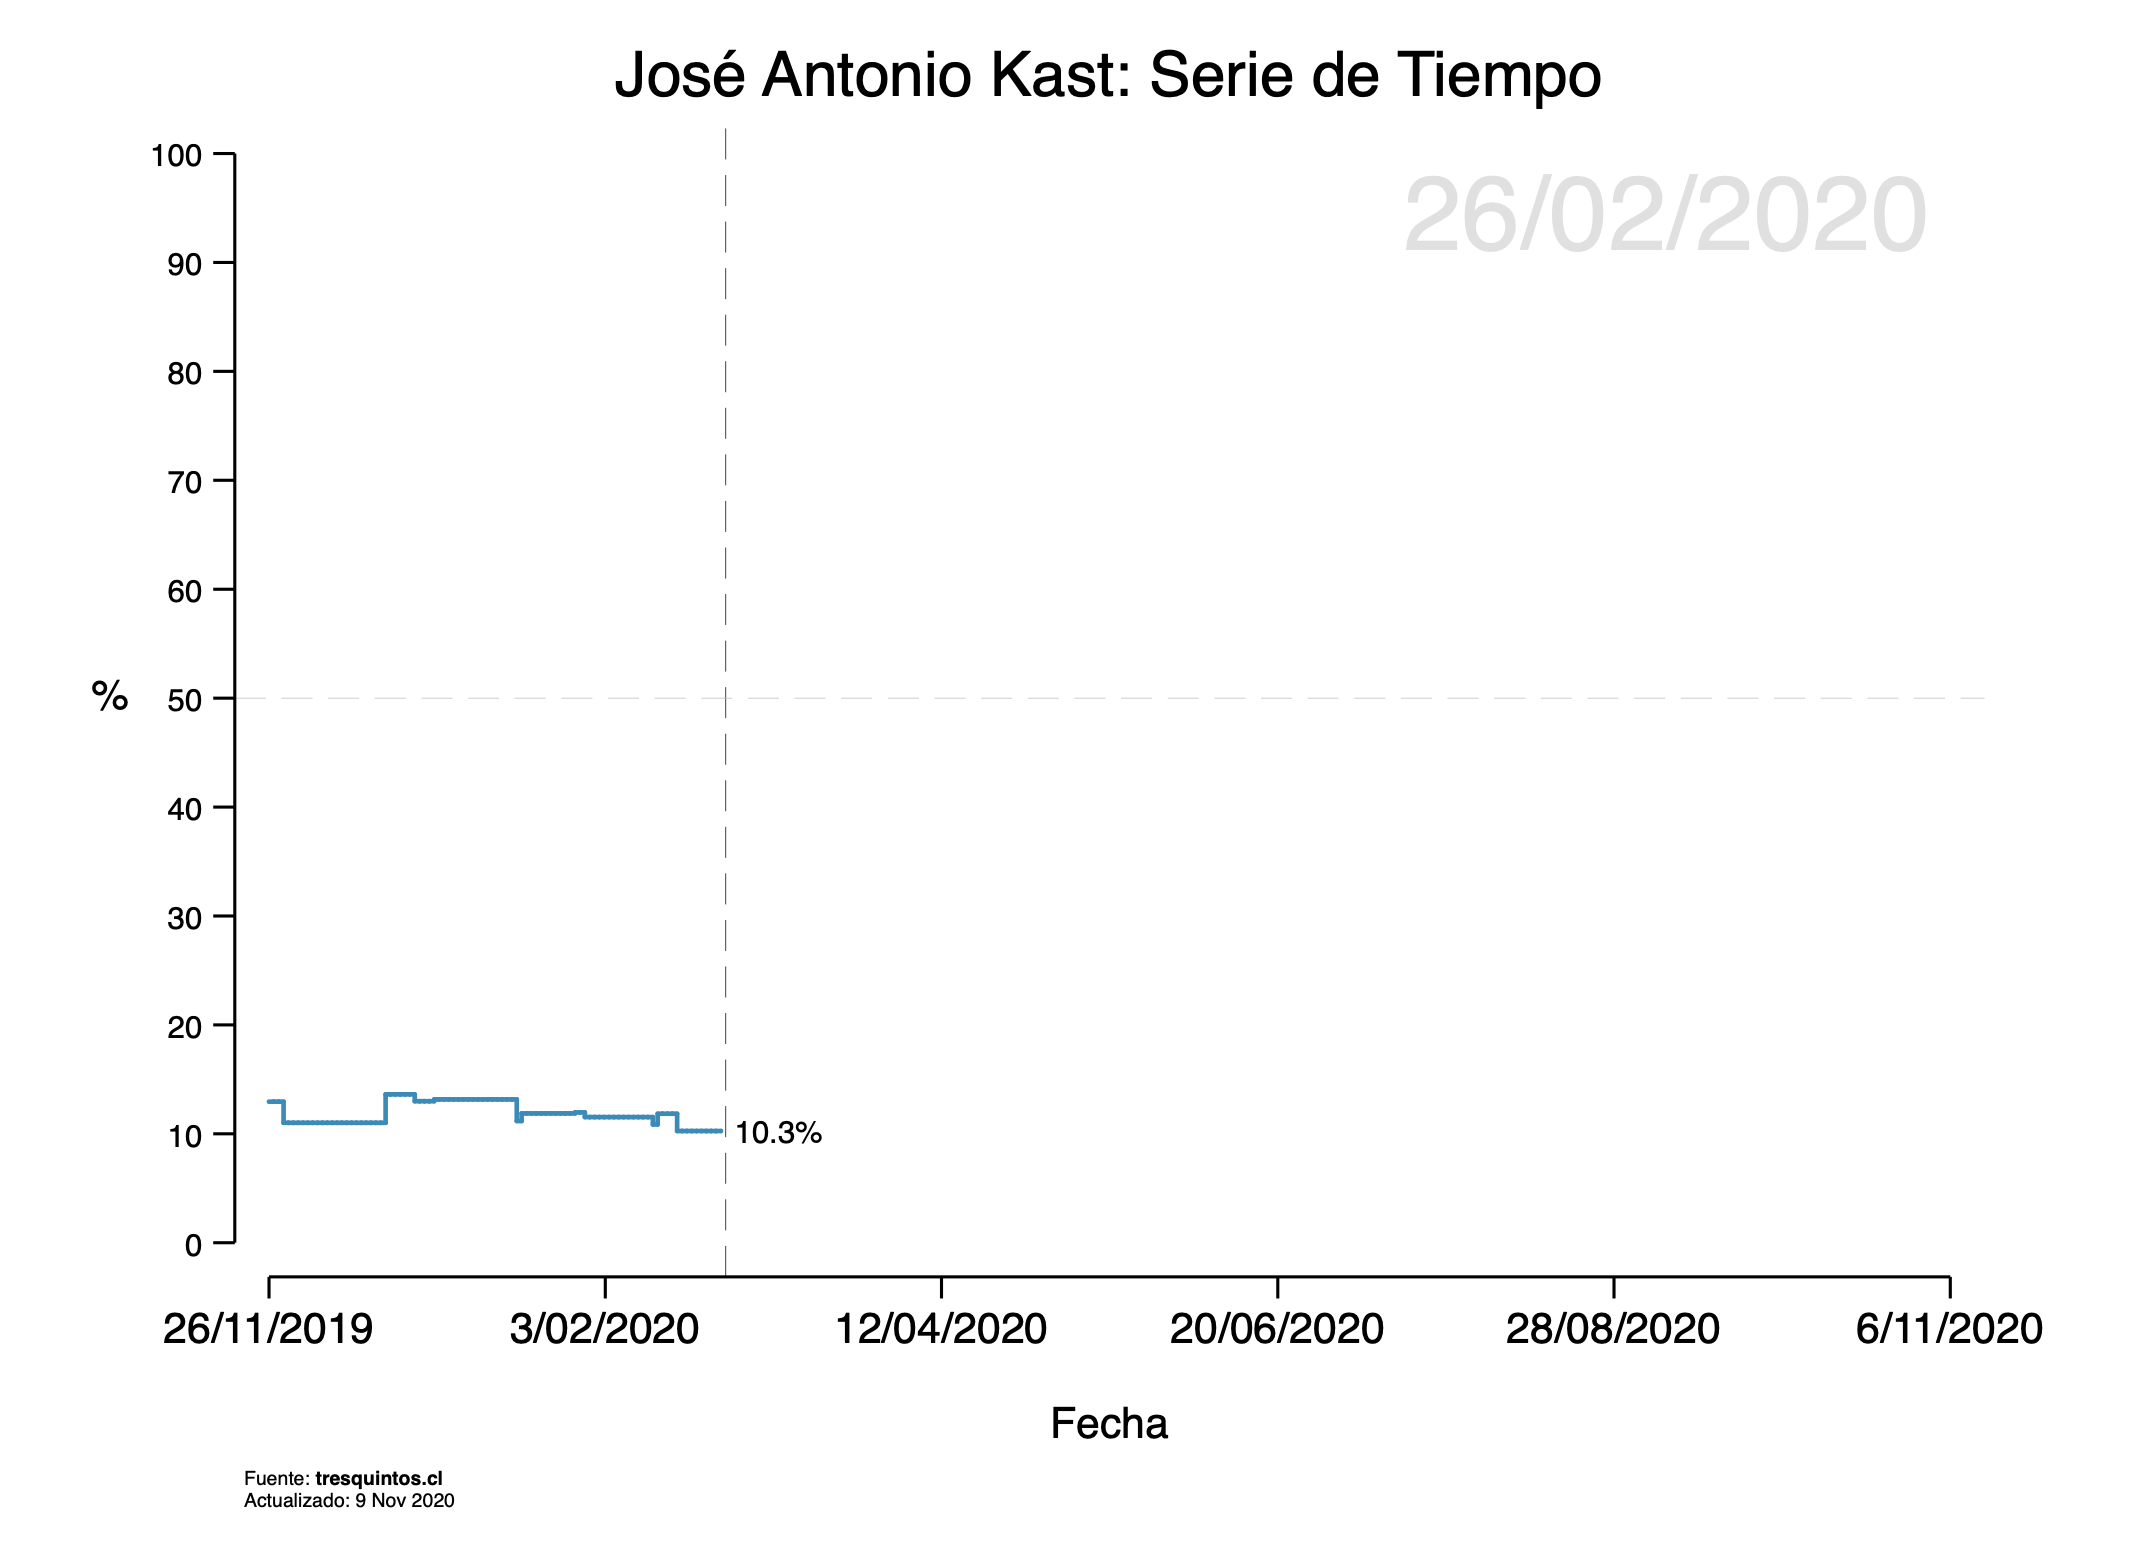 José Antonio Kast: Serie de Tiempo
26/02/2020
100
90
80
70
60
50
40
30
20
10
0
%
10.3%
26/11/2019 3/02/2020 12/04/2020 20/06/2020 28/08/2020 6/11/2020
Fecha
Fuente: tresquintos.cl
Actualizado: 9 Nov 2020